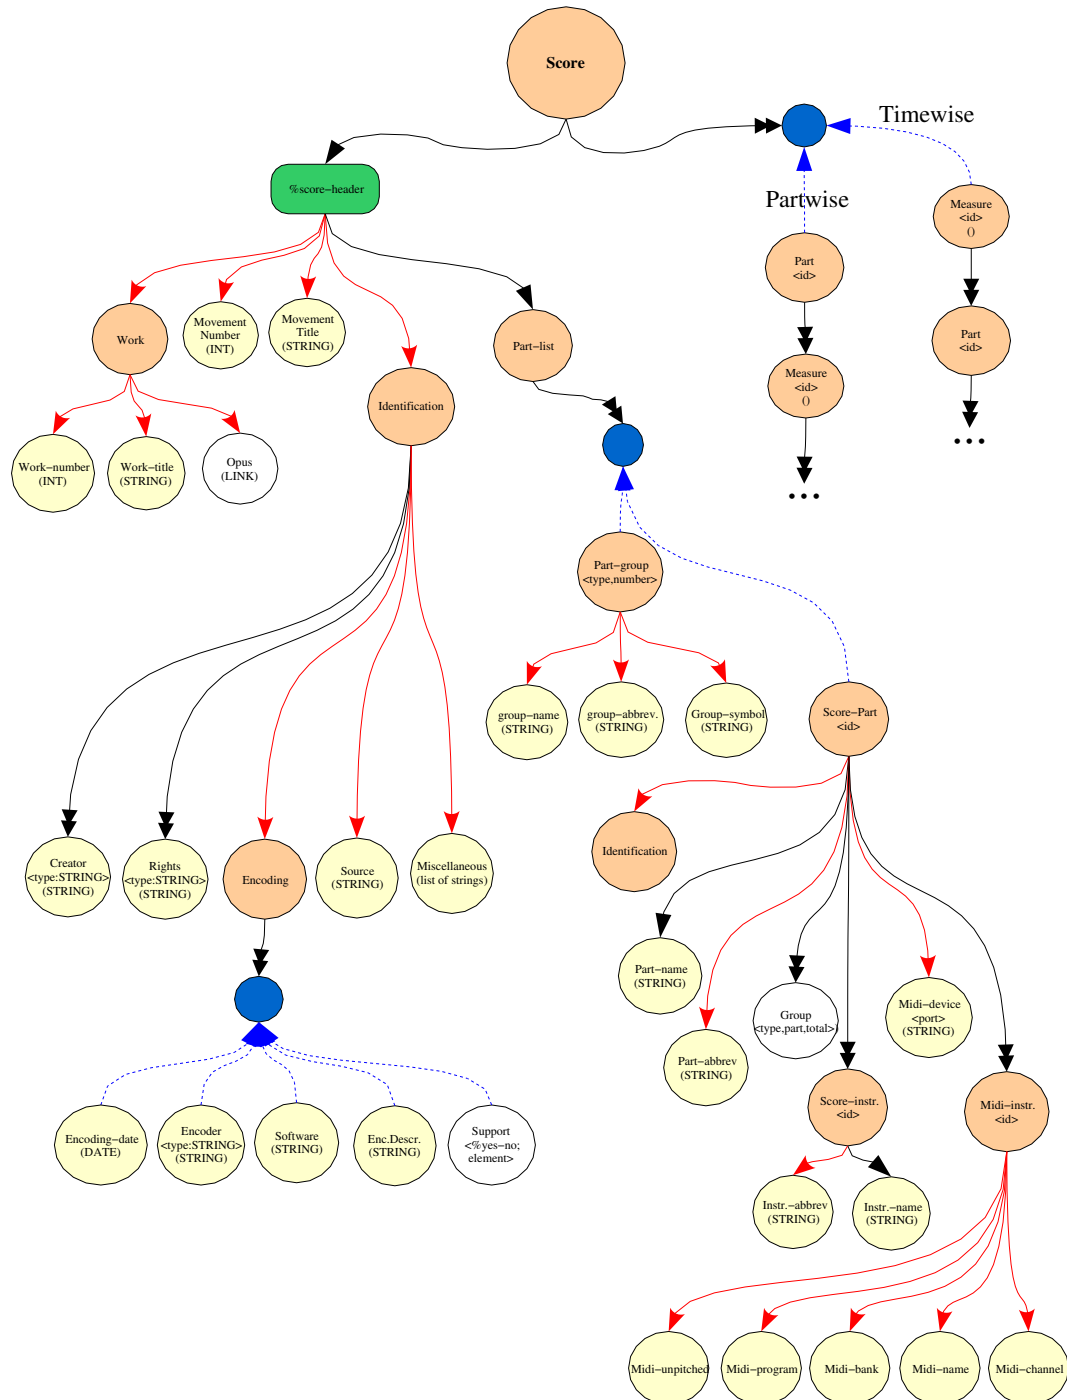 Score
Timewise
%score-header
Partwise
Measure
<id>
()
Part
<id>
Work
Movement
Number
(INT)
Movement
Title
(STRING)
Part-list
Part
<id>
Measure
<id>
()
Identification
...
Work-number
(INT)
Work-title
(STRING)
Opus
(LINK)
...
Part-group
<type,number>
group-name
(STRING)
group-abbrev.
(STRING)
Group-symbol
(STRING)
Score-Part
<id>
Creator
<type:STRING>
(STRING)
Rights
<type:STRING>
(STRING)
Encoding
Source
(STRING)
Miscellaneous
(list of strings)
Identification
Part-name
(STRING)
Group
<type,part,total>)
Midi-device
<port>
(STRING)
Part-abbrev
(STRING)
Encoding-date
(DATE)
Encoder
<type:STRING>
(STRING)
Software
(STRING)
Enc.Descr.
(STRING)
Support
<%yes-no;
element>
Score-instr.
<id>
Midi-instr.
<id>
Instr.-abbrev
(STRING)
Instr.-name
(STRING)
Midi-unpitched
Midi-program
Midi-bank
Midi-name
Midi-channel